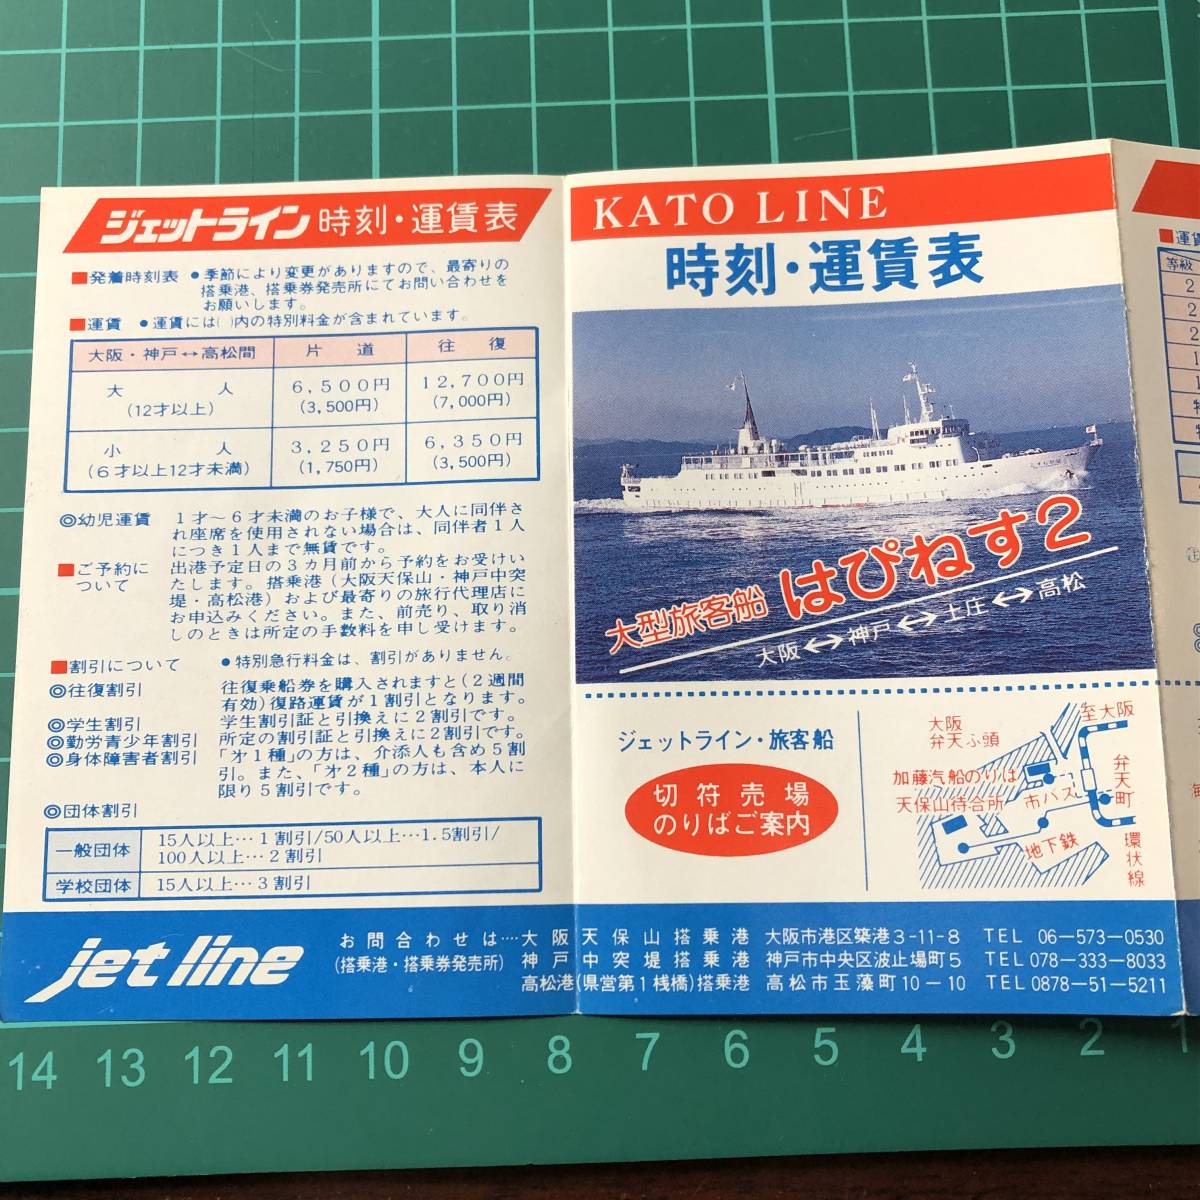 ジェットライン 時刻・運賃表
■発着時刻表 ●季節により変更がありますので、最寄りの
搭乗港、搭乗券発売所にてお問い合わせを
お願いします。
■運賃 ●運賃には( )内の特別料金が含まれています。
大阪・神戸↔高松間 片道 往復
大人 6,500円 12,700円
(12才以上) (3,500円) (7,000円)
小人 3,250円 6,350円
(6才以上12才未満) (1,750円) (3,500円)
◎幼児運賃 1才〜6才未満のお子様で、大人に同伴さ
れ座席を使用されない場合は、同伴者1人
につき1人まで無賃です。
■ご予約に 出港予定日の3カ月前から予約をお受けい
ついて たします。搭乗港(大阪天保山・神戸中突
堤・高松港)および最寄りの旅行代理店に
お申込みください。また、前売り、取り消
しのときは所定の手数料を申し受けます。
■割引について ●特別急行料金は、割引がありません。
◎往復割引 往復乗船券を購入されますと(2週間
有効)復路運賃が1割引となります。
◎学生割引 学生割引証と引換えに2割引です。
◎勤労青少年割引 所定の割引証と引換えに2割引です。
◎身体障害者割引 「才1種」の方は、介添人も含め5割
引。また、「才2種」の方は、本人に
限り5割引です。
◎団体割引
一般団体 15人以上…1割引/50人以上…1.5割引/
100人以上…2割引
学校団体 15人以上…3割引
jet line
お問合わせは‥‥大阪天保山搭乗港 大阪市港区築港3-11-8 TEL 06-573-0530
(搭乗港・搭乗券発売所) 神戸中突堤搭乗港 神戸市中央区波止場町5 TEL 078-333-8033
高松港(県営第1桟橋)搭乗港 高松市玉藻町10-10 TEL 0878-51-5211
KATO LINE
時刻・運賃表
大型旅客船 はぴねす2
大阪↔神戸↔土庄↔高松
ジェットライン・旅客船
切符売場
のりばご案内
大阪
弁天ふ頭
至大阪
加藤汽船のりば
天保山待合所
市バス
弁天町
地下鉄
環状線
■運賃
等級
2
2
2
1
1
特
特
14 13 12 11 10 9 8 7 6 5 4 3 2 1